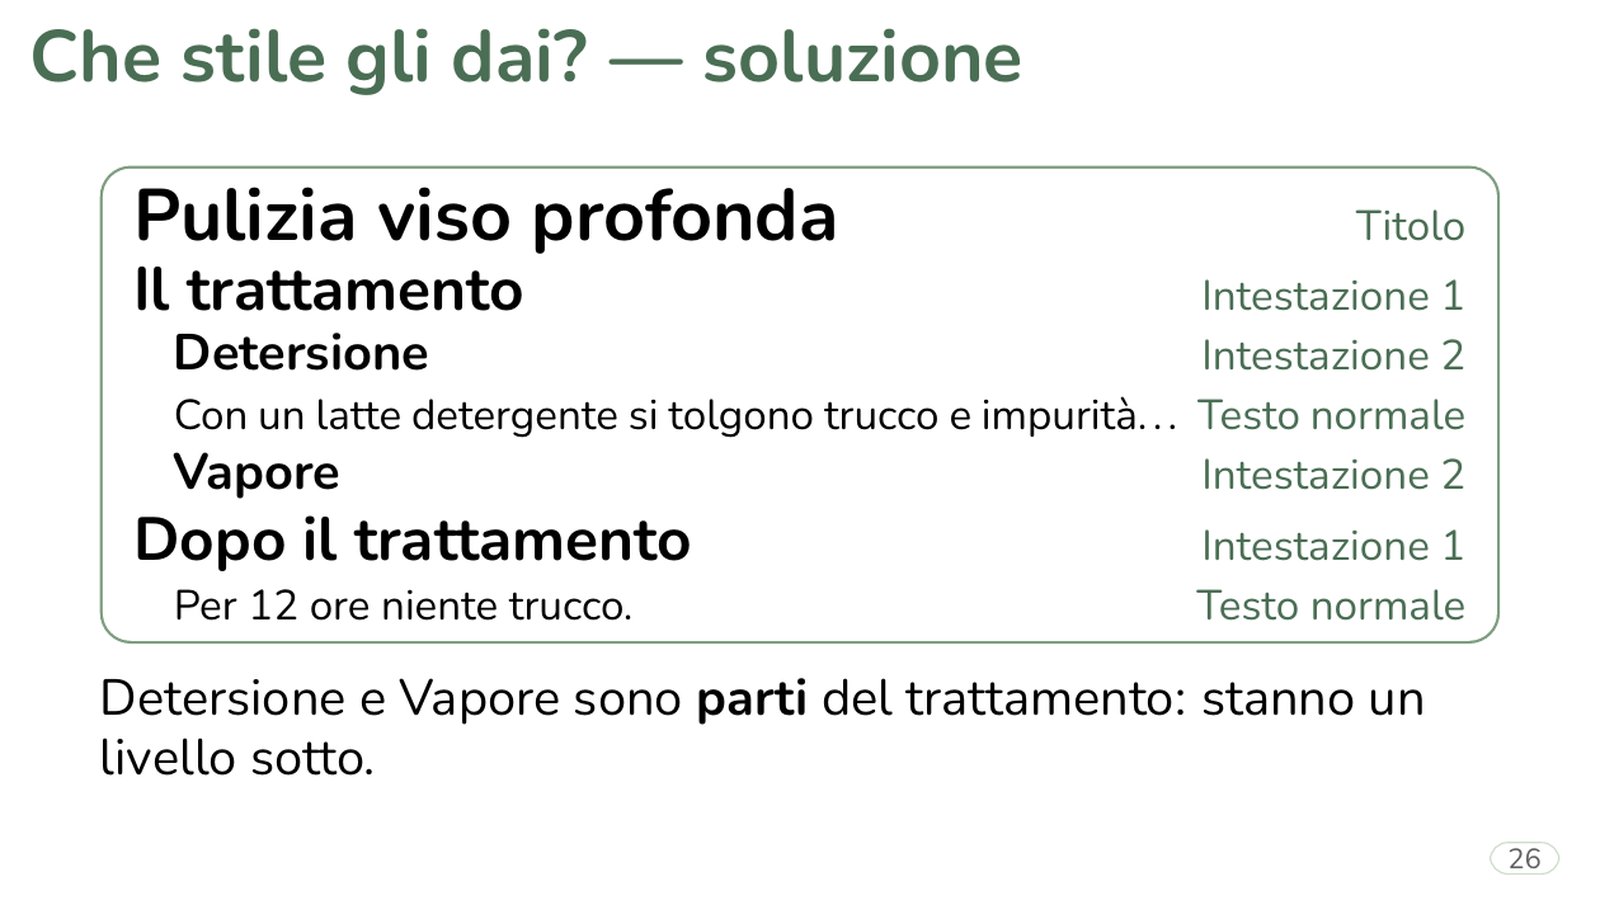 Che stile gli dai? — soluzione
Pulizia viso profonda Titolo
Il trattamento Intestazione 1
Detersione Intestazione 2
Con un latte detergente si tolgono trucco e impurità... Testo normale
Vapore Intestazione 2
Dopo il trattamento Intestazione 1
Per 12 ore niente trucco. Testo normale
Detersione e Vapore sono parti del trattamento: stanno un
livello sotto.
26